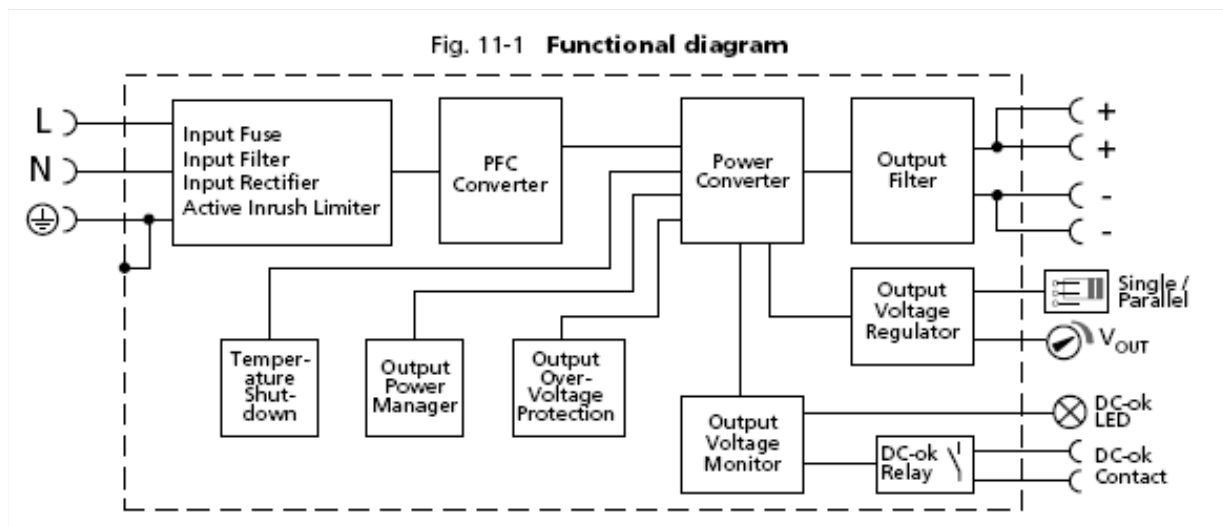 Fig. 11-1 Functional diagram
L
N
Input Fuse
Input Filter
Input Rectifier
Active Inrush Limiter
PFC
Converter
Power
Converter
Output
Filter
+
+
-
-
Temper-
ature
Shut-
down
Output
Power
Manager
Output
Over-
Voltage
Protection
Output
Voltage
Regulator
Single /
Parallel
VOUT
Output
Voltage
Monitor
DC-ok
LED
DC-ok
Relay
DC-ok
Contact